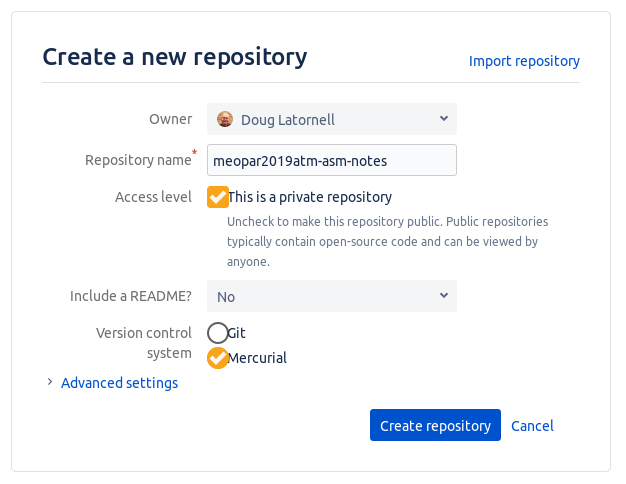 Create a new repository
Import repository
Owner
Doug Latornell
Repository name*
meopar2019atm-asm-notes
Access level
This is a private repository
Uncheck to make this repository public. Public repositories
typically contain open-source code and can be viewed by
anyone.
Include a README?
No
Version control
system
Git
Mercurial
Advanced settings
Create repository
Cancel